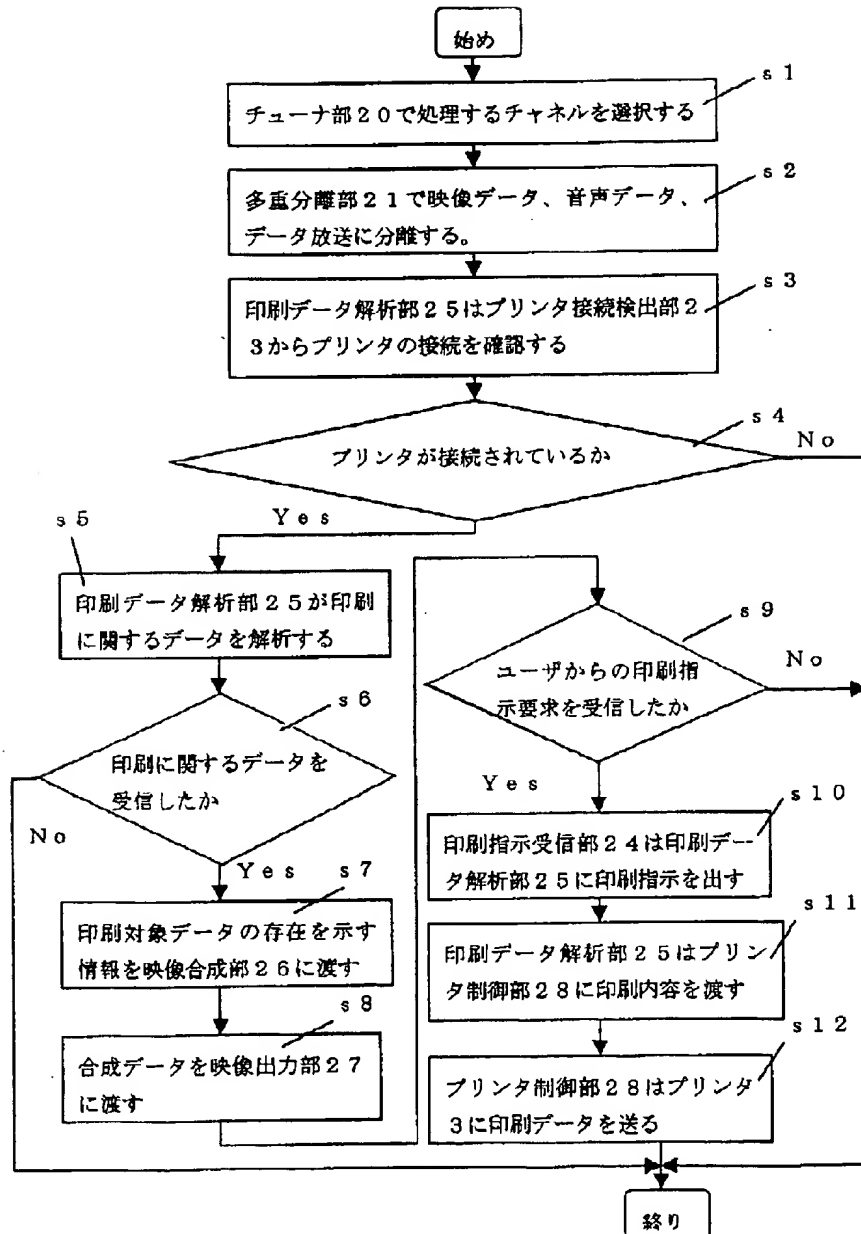 始め
s1
チューナ部20で処理するチャネルを選択する
s2
多重分離部21で映像データ、音声データ、
データ放送に分離する。
s3
印刷データ解析部25はプリンタ接続検出部2
3からプリンタの接続を確認する
s4
プリンタが接続されているか
No
Yes
s5
印刷データ解析部25が印刷
に関するデータを解析する
s6
印刷に関するデータを
受信したか
No
Yes
s7
印刷対象データの存在を示す
情報を映像合成部26に渡す
s8
合成データを映像出力部27
に渡す
s9
ユーザからの印刷指
示要求を受信したか
No
Yes
s10
印刷指示受信部24は印刷デー
タ解析部25に印刷指示を出す
s11
印刷データ解析部25はプリン
タ制御部28に印刷内容を渡す
s12
プリンタ制御部28はプリンタ
3に印刷データを送る
終り